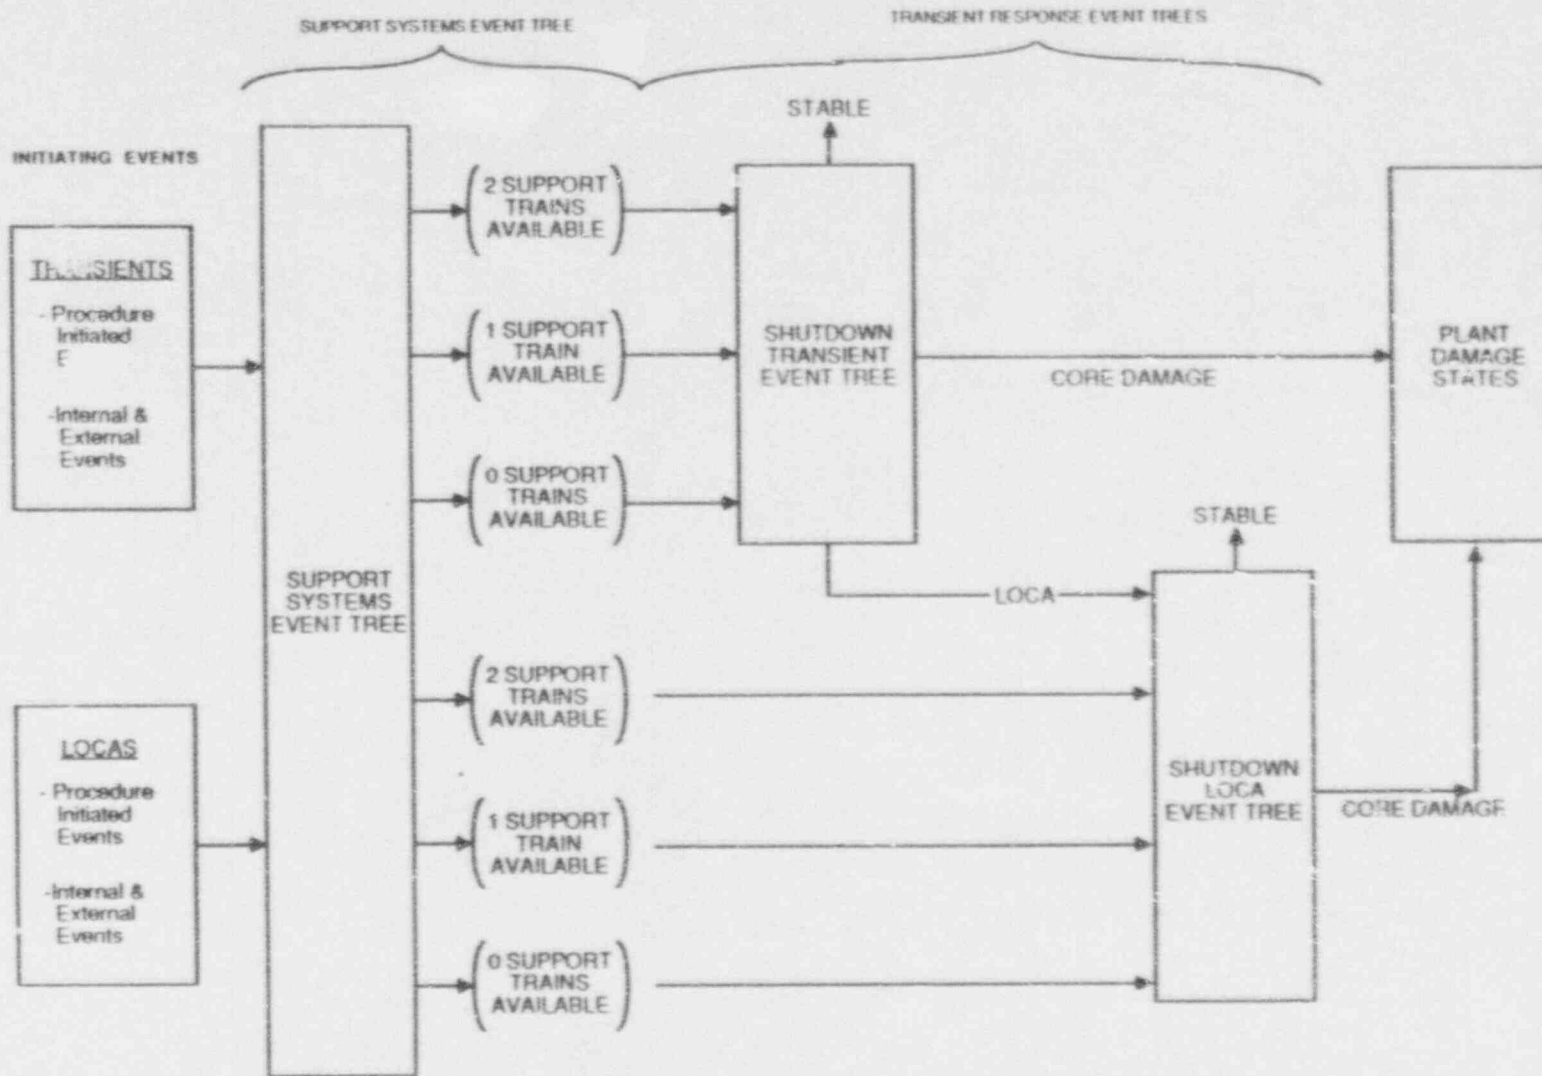 SUPPORT SYSTEMS EVENT TREE
TRANSIENT RESPONSE EVENT TREES
INITIATING EVENTS
- Procedure
Initiated
E
-Internal &
External
Events
LOCAS
- Procedure
Initiated
Events
-Internal &
External
Events
SUPPORT
SYSTEMS
EVENT TREE
2 SUPPORT
TRAINS
AVAILABLE
1 SUPPORT
TRAIN
AVAILABLE
0 SUPPORT
TRAINS
AVAILABLE
2 SUPPORT
TRAINS
AVAILABLE
1 SUPPORT
TRAIN
AVAILABLE
0 SUPPORT
TRAINS
AVAILABLE
STABLE
SHUTDOWN
TRANSIENT
EVENT TREE
CORE DAMAGE
LOCA
STABLE
SHUTDOWN
LOCA
EVENT TREE
CORE DAMAGE
PLANT
DAMAGE
STATES